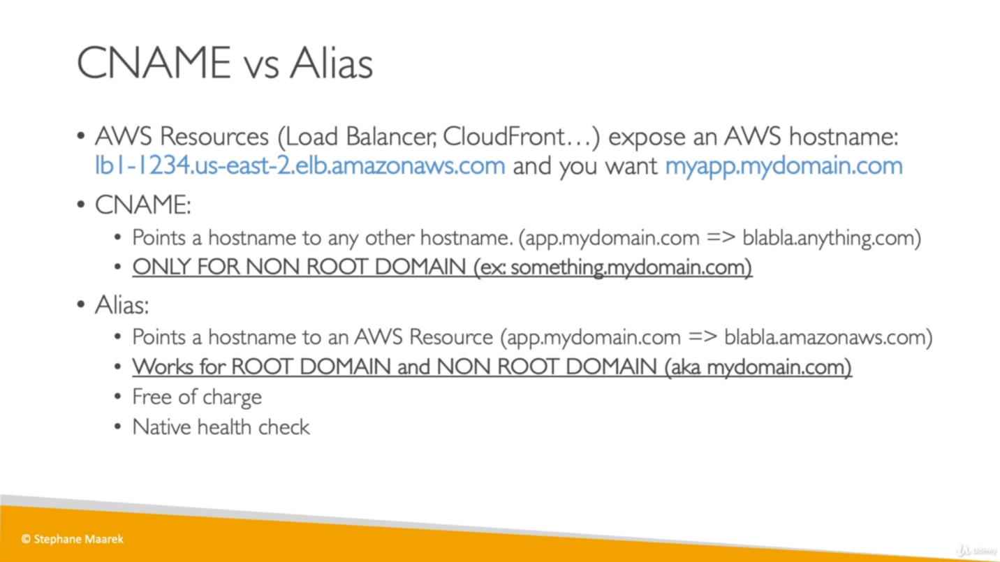 CNAME vs Alias
• AWS Resources (Load Balancer, CloudFront…) expose an AWS hostname:
lb1-1234.us-east-2.elb.amazonaws.com and you want myapp.mydomain.com
• CNAME:
• Points a hostname to any other hostname. (app.mydomain.com => blabla.anything.com)
• ONLY FOR NON ROOT DOMAIN (ex: something.mydomain.com)
• Alias:
• Points a hostname to an AWS Resource (app.mydomain.com => blabla.amazonaws.com)
• Works for ROOT DOMAIN and NON ROOT DOMAIN (aka mydomain.com)
• Free of charge
• Native health check
© Stephane Maarek
Udemy